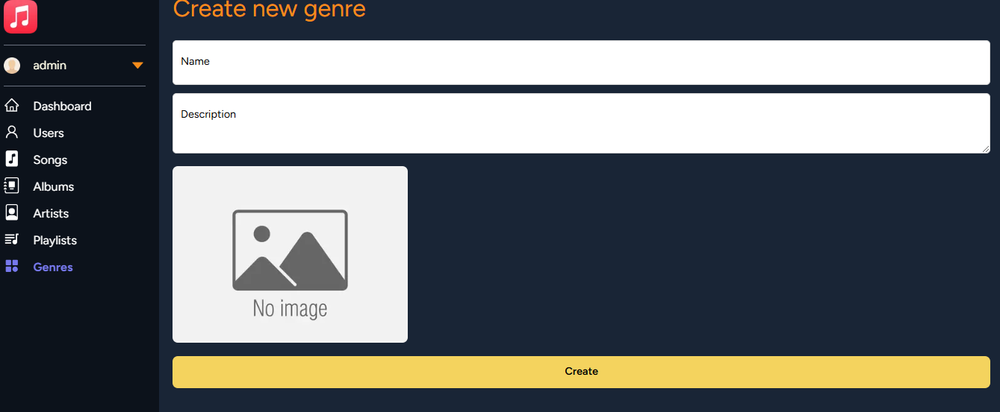 Create new genre
admin
Dashboard
Users
Songs
Albums
Artists
Playlists
Genres
Name
Description
No image
Create